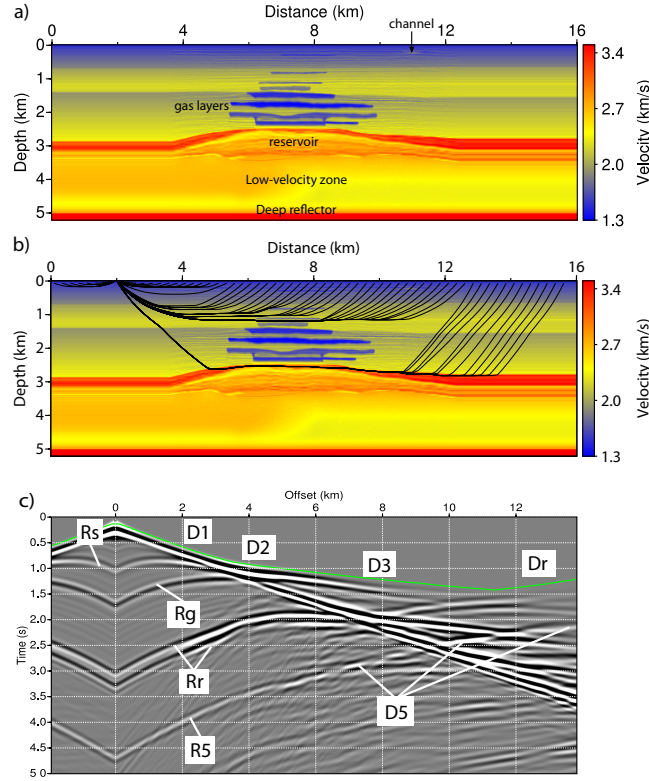 a)
Distance (km)
channel
0 4 8 12 16
0
1
2
3
4
5
Depth (km)
gas layers
reservoir
Low-velocity zone
Deep reflector
3.4
2.7
2.0
1.3
Velocity (km/s)
b)
Distance (km)
0 4 8 12 16
0
1
2
3
4
5
Depth (km)
3.4
2.7
2.0
1.3
Velocity (km/s)
c)
Offset (km)
0 2 4 6 8 10 12
0
0.5
1.0
1.5
2.0
2.5
3.0
3.5
4.0
4.5
5.0
Time (s)
Rs
D1
D2
D3
Dr
Rg
Rr
D5
R5